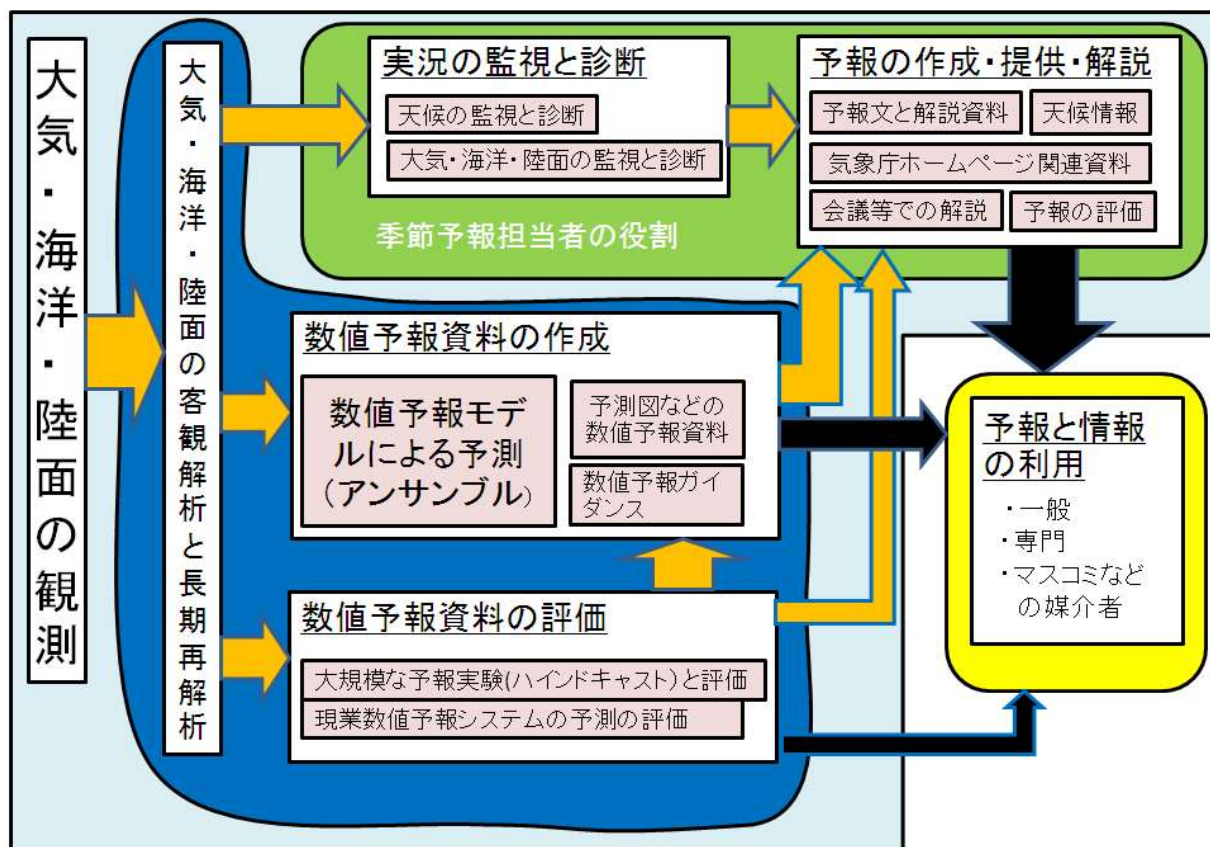 大気・海洋・陸面の観測
大気・海洋・陸面の客観解析と長期再解析
実況の監視と診断
天候の監視と診断
大気・海洋・陸面の監視と診断
季節予報担当者の役割
予報の作成・提供・解説
予報文と解説資料
天候情報
気象庁ホームページ関連資料
会議等での解説
予報の評価
数値予報資料の作成
数値予報モデ
ルによる予測
(アンサンブル)
予測図などの
数値予報資料
数値予報ガイ
ダンス
数値予報資料の評価
大規模な予報実験(ハインドキャスト)と評価
現業数値予報システムの予測の評価
予報と情報
の利用
・一般
・専門
・マスコミなど
の媒介者